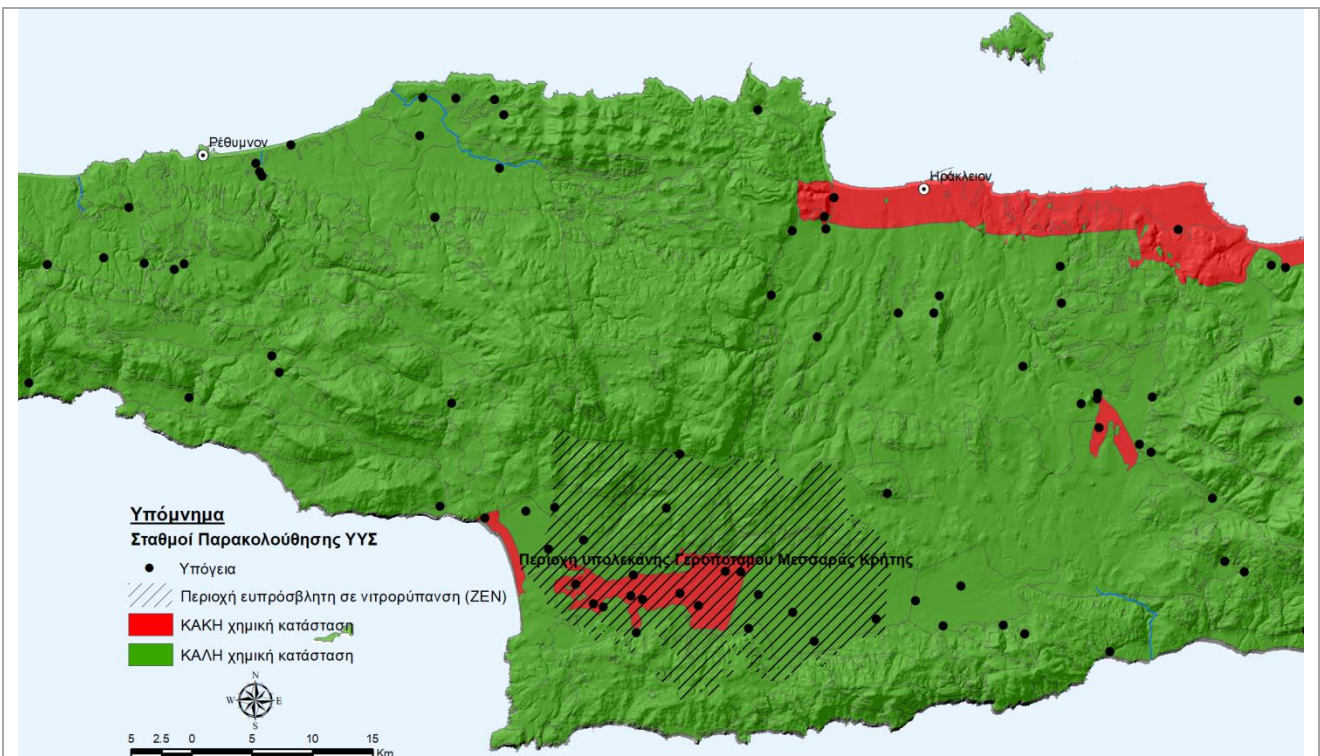 Ρέθυμνον
Ηράκλειον
Περιοχή υπολεκάνης Γεροπόταμου Μεσσαράς Κρήτης
Υπόμνημα
Σταθμοί Παρακολούθησης ΥΥΣ
Υπόγεια
Περιοχή ευπρόσβλητη σε νιτρορύπανση (ΖΕΝ)
ΚΑΚΗ χημική κατάσταση
ΚΑΛΗ χημική κατάσταση
N
W E
S
5 2.5 0 5 10 15
Km